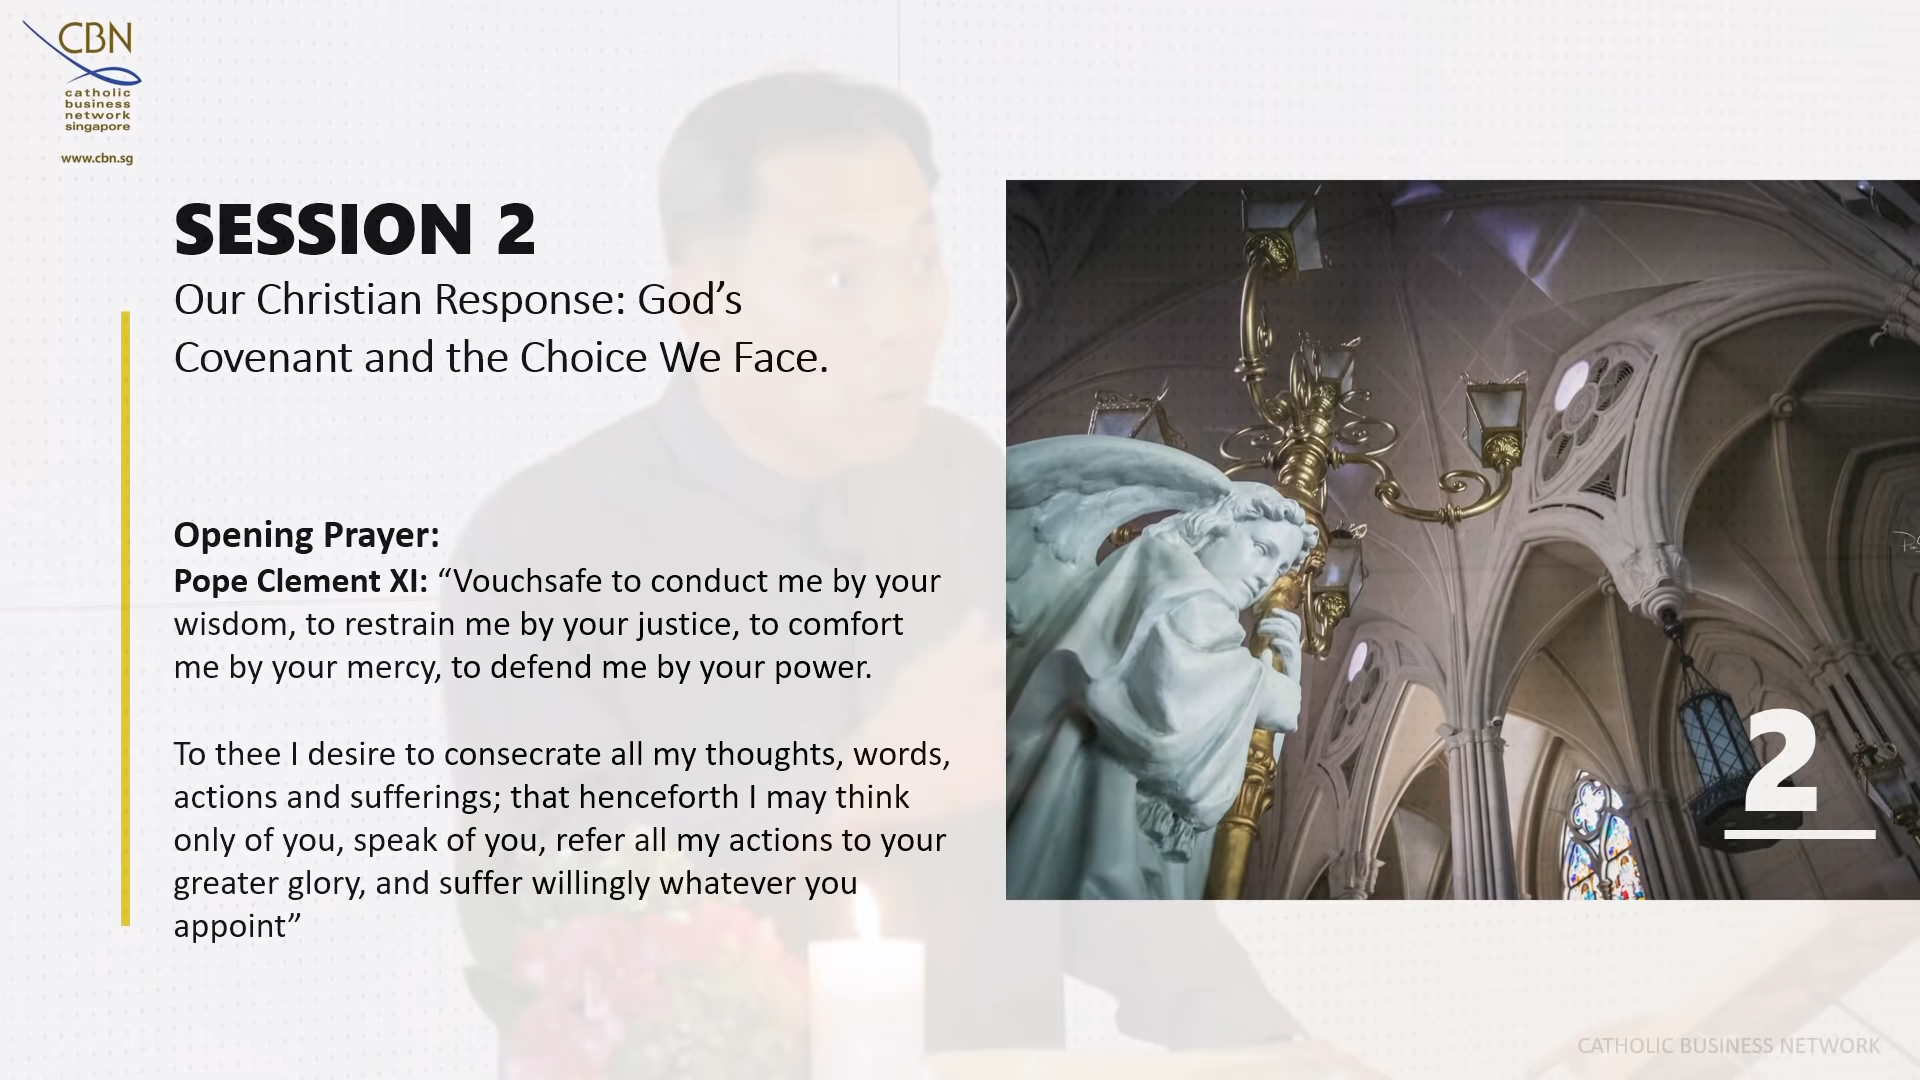 CBN
catholic
business
network
singapore
www.cbn.sg
SESSION 2
Our Christian Response: God’s
Covenant and the Choice We Face.
Opening Prayer:
Pope Clement XI: “Vouchsafe to conduct me by your
wisdom, to restrain me by your justice, to comfort
me by your mercy, to defend me by your power.
To thee I desire to consecrate all my thoughts, words,
actions and sufferings; that henceforth I may think
only of you, speak of you, refer all my actions to your
greater glory, and suffer willingly whatever you
appoint”
2
CATHOLIC BUSINESS NETWORK